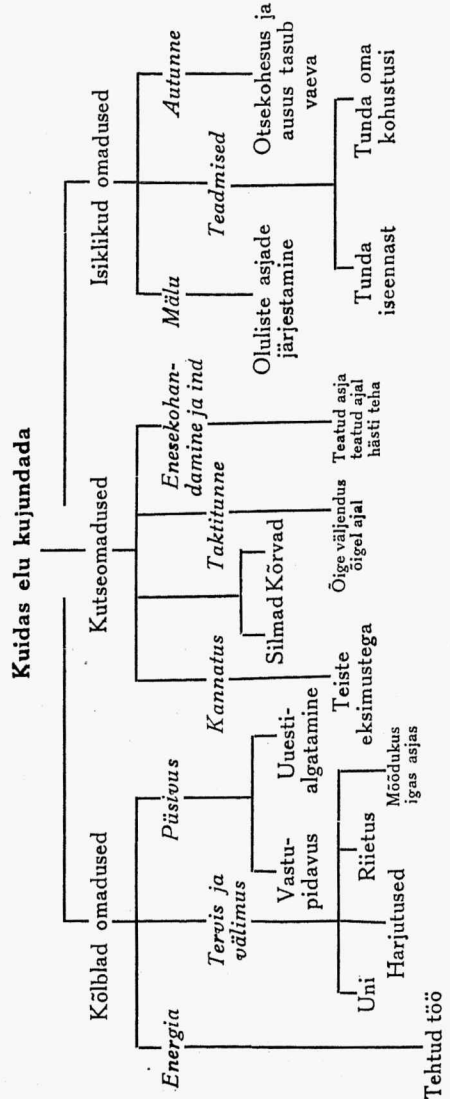 Kuidas elu kujundada
Kõlblad omadused
Kutseomadused
Isiklikud omadused
Energia
Tervis ja
välimus
Püsivus
Kannatus
Taktitunne
Enesekohan-
damine ja ind
Mälu
Teadmised
Autunne
Tehtud töö
Uni
Harjutused
Riietus
Möödukus
igas asjas
Vastu-
pidavus
Uuesti-
algatamine
Teiste
eksimustega
Silmad
Kõrvad
Õige väljendus
õigel ajal
Teatud asja
teatud ajal
hästi teha
Oluliste asjade
järjestamine
Tunda
iseennast
Tunda oma
kohustusi
Otsekohesus ja
ausus tasub
vaeva